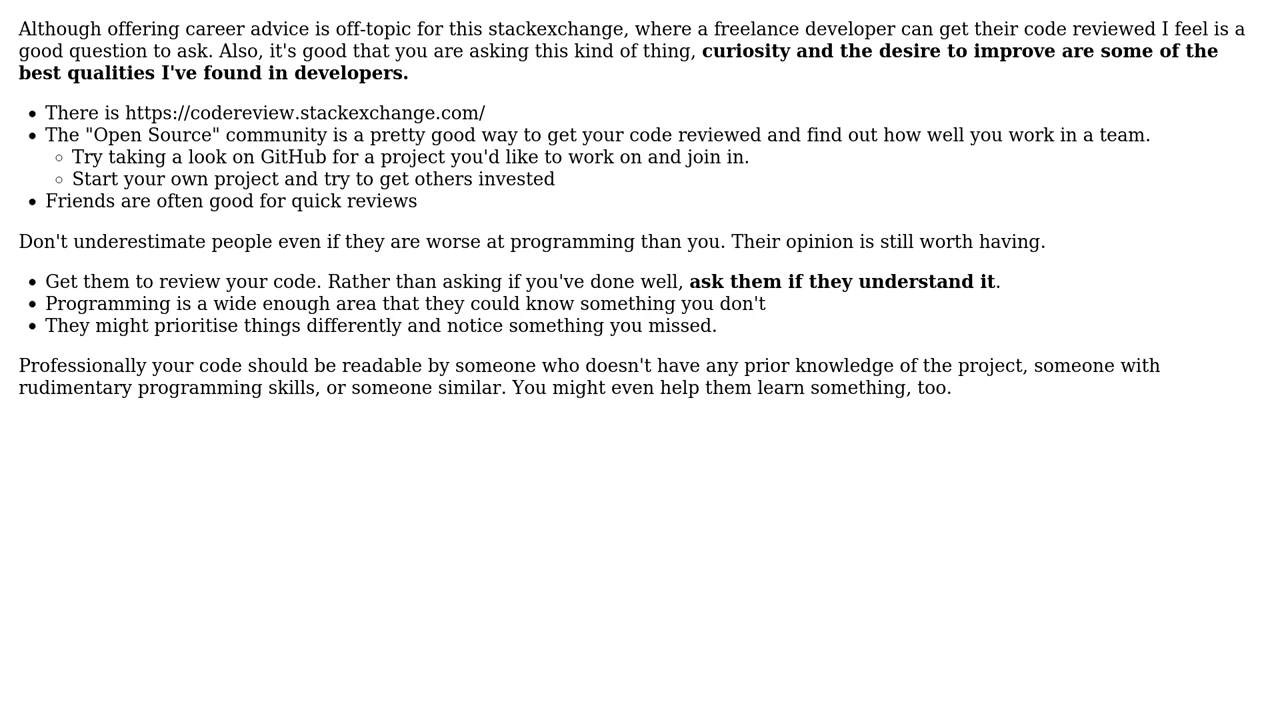 Although offering career advice is off-topic for this stackexchange, where a freelance developer can get their code reviewed I feel is a
good question to ask. Also, it's good that you are asking this kind of thing, curiosity and the desire to improve are some of the
best qualities I've found in developers.
• There is https://codereview.stackexchange.com/
• The "Open Source" community is a pretty good way to get your code reviewed and find out how well you work in a team.
◦ Try taking a look on GitHub for a project you'd like to work on and join in.
◦ Start your own project and try to get others invested
• Friends are often good for quick reviews
Don't underestimate people even if they are worse at programming than you. Their opinion is still worth having.
• Get them to review your code. Rather than asking if you've done well, ask them if they understand it.
• Programming is a wide enough area that they could know something you don't
• They might prioritise things differently and notice something you missed.
Professionally your code should be readable by someone who doesn't have any prior knowledge of the project, someone with
rudimentary programming skills, or someone similar. You might even help them learn something, too.